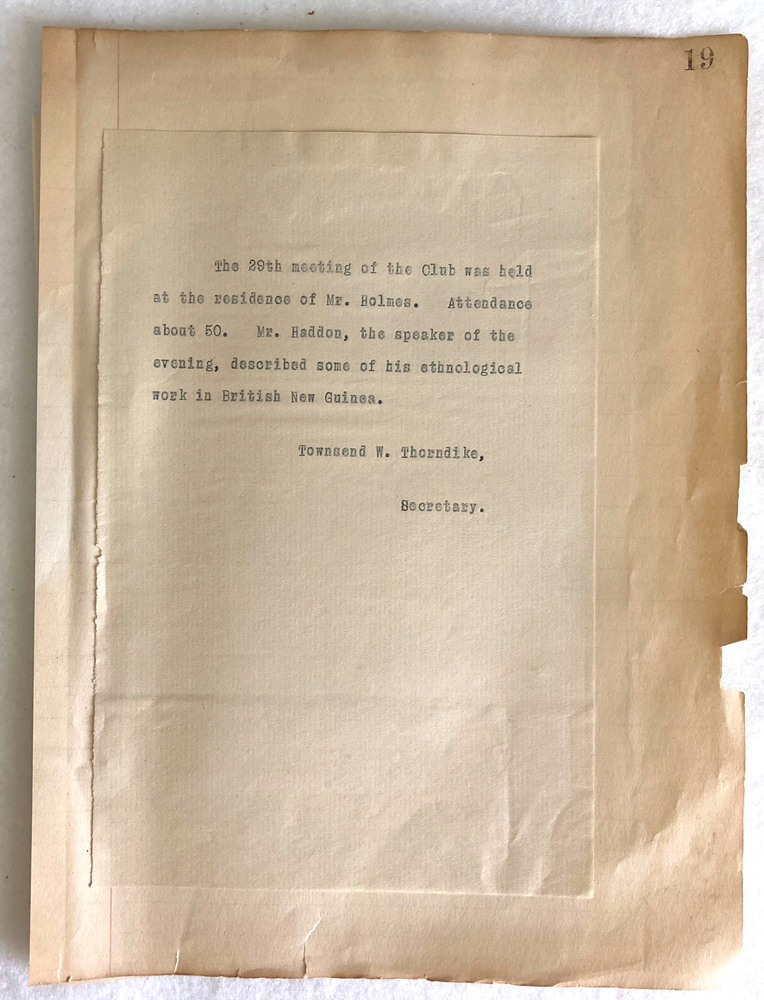 19
The 29th meeting of the Club was held
at the residence of Mr. Holmes. Attendance
about 50. Mr. Haddon, the speaker of the
evening, described some of his ethnological
work in British New Guinea.
Townsend W. Thorndike,
Secretary.